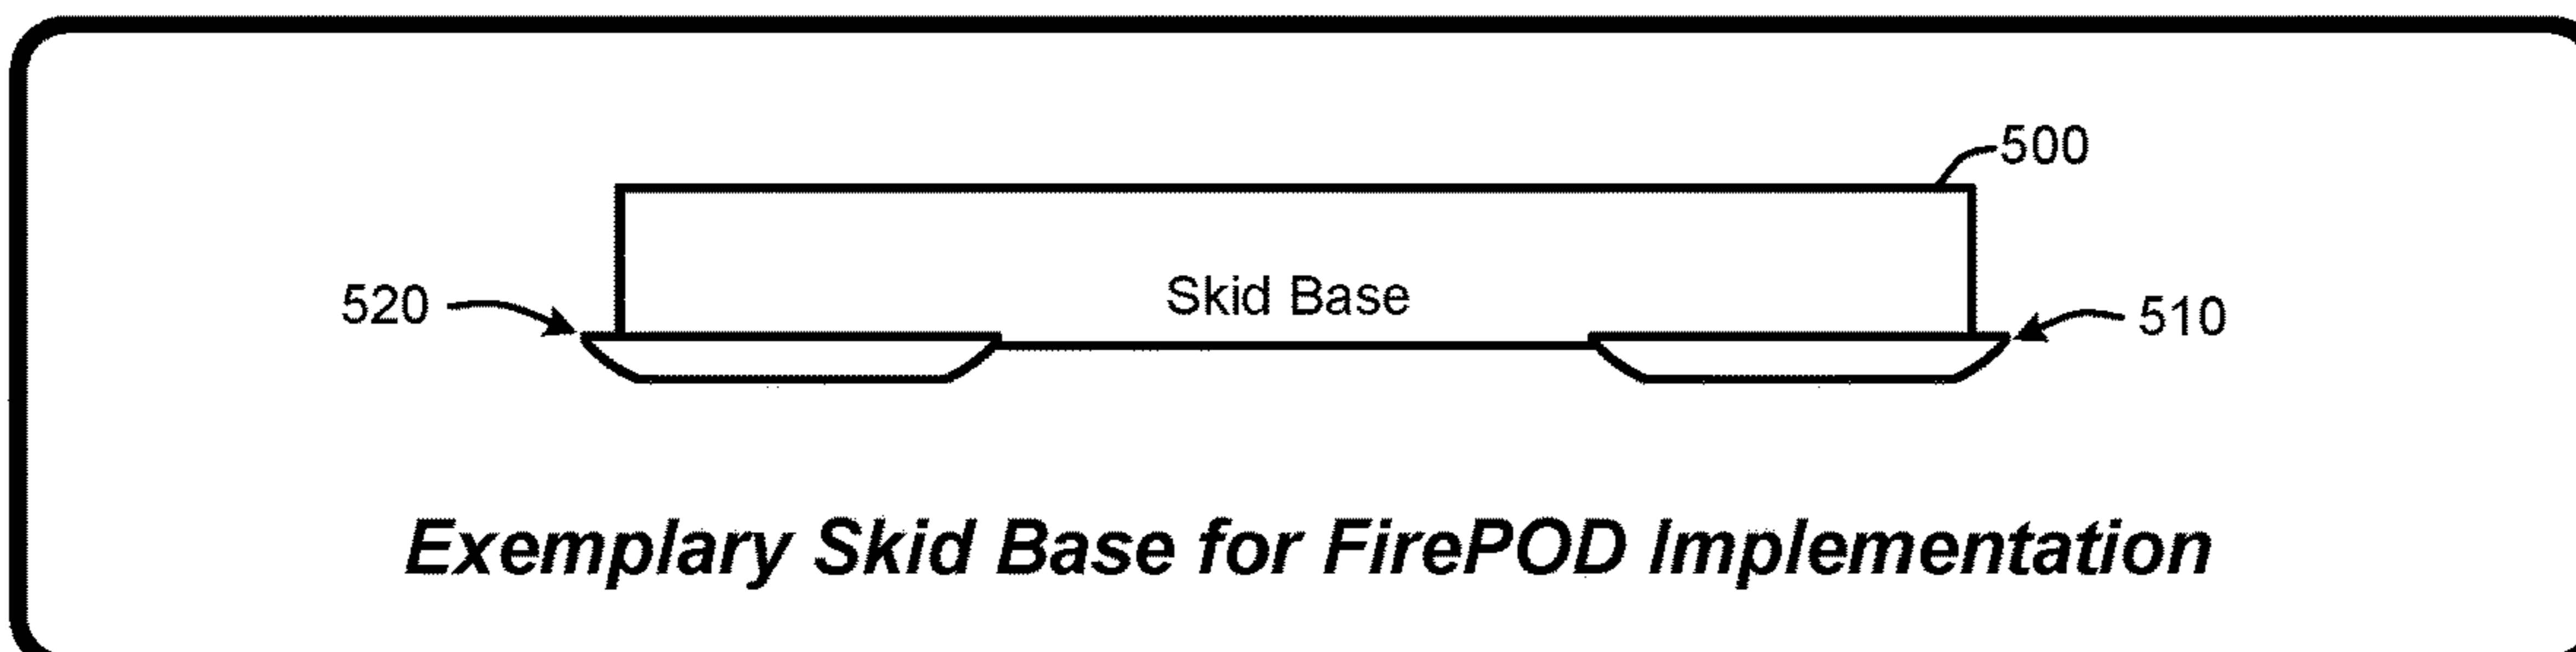 500
Skid Base
520
510
Exemplary Skid Base for FirePOD Implementation